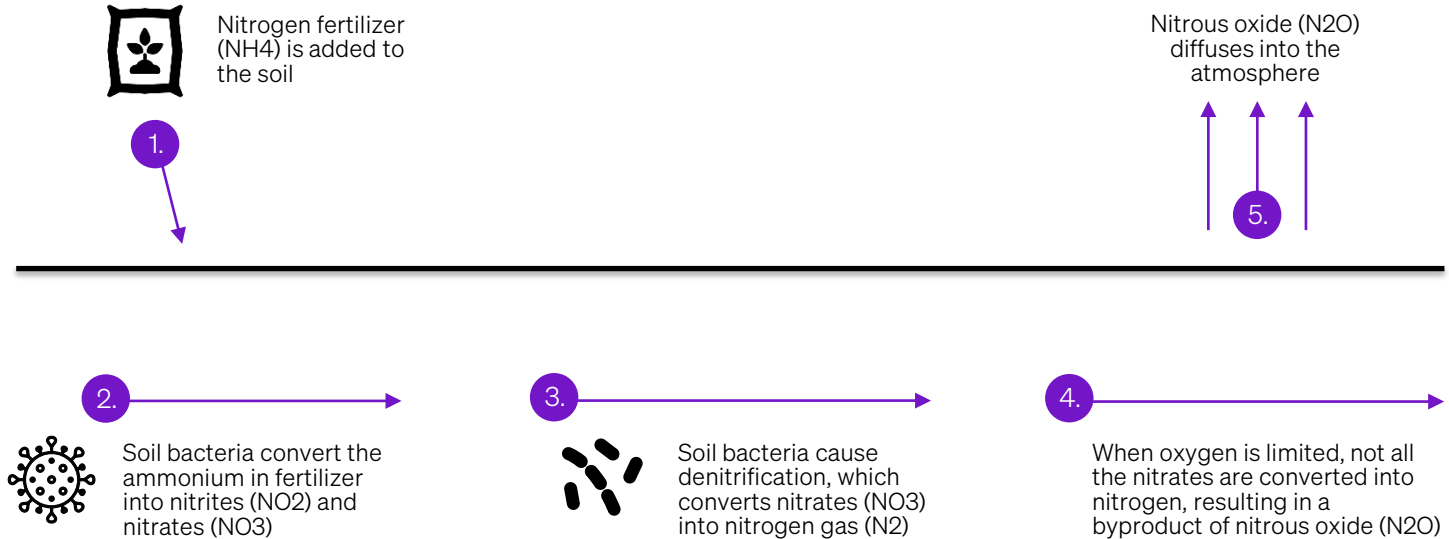 Nitrogen fertilizer
(NH4) is added to
the soil
1.
Nitrous oxide (N2O)
diffuses into the
atmosphere
5.
2.
Soil bacteria convert the
ammonium in fertilizer
into nitrites (NO2) and
nitrates (NO3)
3.
Soil bacteria cause
denitrification, which
converts nitrates (NO3)
into nitrogen gas (N2)
4.
When oxygen is limited, not all
the nitrates are converted into
nitrogen, resulting in a
byproduct of nitrous oxide (N2O)